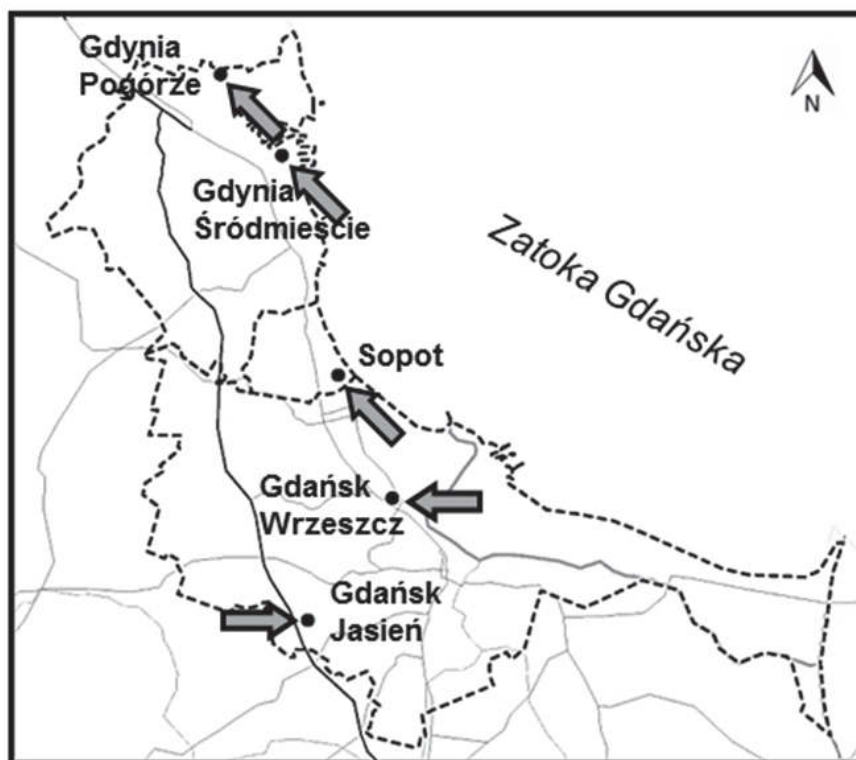 Gdynia
Pogórze
N
Gdynia
Śródmieście
Zatoka Gdańska
Sopot
Gdańsk
Wrzeszcz
Gdańsk
Jasień